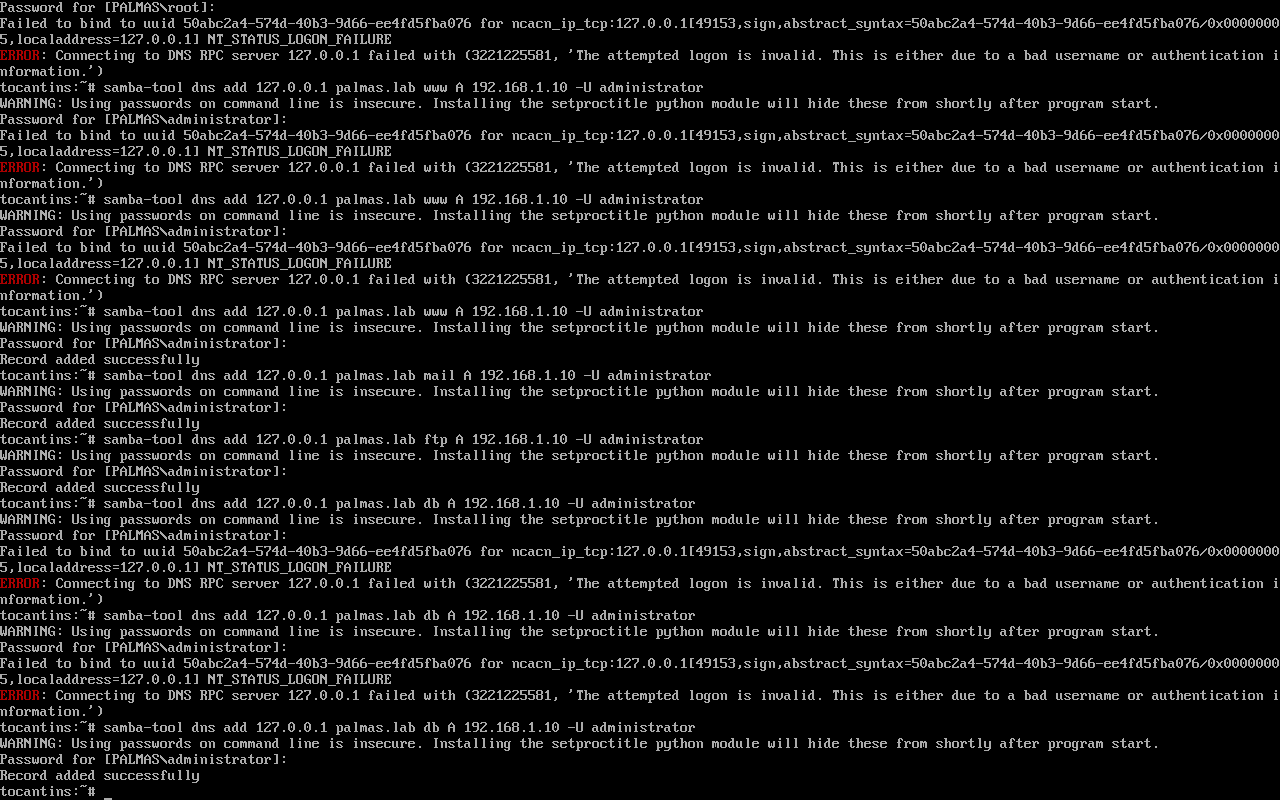 Password for [PALMAS\root]:
Failed to bind to uuid 50abc2a4-574d-40b3-9d66-ee4fd5fba076 for ncacn_ip_tcp:127.0.0.1[49153,sign,abstract_syntax=50abc2a4-574d-40b3-9d66-ee4fd5fba076/0x0000000
5,localaddress=127.0.0.1] NT_STATUS_LOGON_FAILURE
ERROR: Connecting to DNS RPC server 127.0.0.1 failed with (3221225581, 'The attempted logon is invalid. This is either due to a bad username or authentication i
nformation.')
tocantins:~# samba-tool dns add 127.0.0.1 palmas.lab www A 192.168.1.10 -U administrator
WARNING: Using passwords on command line is insecure. Installing the setproctitle python module will hide these from shortly after program start.
Password for [PALMAS\administrator]:
Failed to bind to uuid 50abc2a4-574d-40b3-9d66-ee4fd5fba076 for ncacn_ip_tcp:127.0.0.1[49153,sign,abstract_syntax=50abc2a4-574d-40b3-9d66-ee4fd5fba076/0x0000000
5,localaddress=127.0.0.1] NT_STATUS_LOGON_FAILURE
ERROR: Connecting to DNS RPC server 127.0.0.1 failed with (3221225581, 'The attempted logon is invalid. This is either due to a bad username or authentication i
nformation.')
tocantins:~# samba-tool dns add 127.0.0.1 palmas.lab www A 192.168.1.10 -U administrator
WARNING: Using passwords on command line is insecure. Installing the setproctitle python module will hide these from shortly after program start.
Password for [PALMAS\administrator]:
Failed to bind to uuid 50abc2a4-574d-40b3-9d66-ee4fd5fba076 for ncacn_ip_tcp:127.0.0.1[49153,sign,abstract_syntax=50abc2a4-574d-40b3-9d66-ee4fd5fba076/0x0000000
5,localaddress=127.0.0.1] NT_STATUS_LOGON_FAILURE
ERROR: Connecting to DNS RPC server 127.0.0.1 failed with (3221225581, 'The attempted logon is invalid. This is either due to a bad username or authentication i
nformation.')
tocantins:~# samba-tool dns add 127.0.0.1 palmas.lab www A 192.168.1.10 -U administrator
WARNING: Using passwords on command line is insecure. Installing the setproctitle python module will hide these from shortly after program start.
Password for [PALMAS\administrator]:
Record added successfully
tocantins:~# samba-tool dns add 127.0.0.1 palmas.lab mail A 192.168.1.10 -U administrator
WARNING: Using passwords on command line is insecure. Installing the setproctitle python module will hide these from shortly after program start.
Password for [PALMAS\administrator]:
Record added successfully
tocantins:~# samba-tool dns add 127.0.0.1 palmas.lab ftp A 192.168.1.10 -U administrator
WARNING: Using passwords on command line is insecure. Installing the setproctitle python module will hide these from shortly after program start.
Password for [PALMAS\administrator]:
Record added successfully
tocantins:~# samba-tool dns add 127.0.0.1 palmas.lab db A 192.168.1.10 -U administrator
WARNING: Using passwords on command line is insecure. Installing the setproctitle python module will hide these from shortly after program start.
Password for [PALMAS\administrator]:
Failed to bind to uuid 50abc2a4-574d-40b3-9d66-ee4fd5fba076 for ncacn_ip_tcp:127.0.0.1[49153,sign,abstract_syntax=50abc2a4-574d-40b3-9d66-ee4fd5fba076/0x0000000
5,localaddress=127.0.0.1] NT_STATUS_LOGON_FAILURE
ERROR: Connecting to DNS RPC server 127.0.0.1 failed with (3221225581, 'The attempted logon is invalid. This is either due to a bad username or authentication i
nformation.')
tocantins:~# samba-tool dns add 127.0.0.1 palmas.lab db A 192.168.1.10 -U administrator
WARNING: Using passwords on command line is insecure. Installing the setproctitle python module will hide these from shortly after program start.
Password for [PALMAS\administrator]:
Failed to bind to uuid 50abc2a4-574d-40b3-9d66-ee4fd5fba076 for ncacn_ip_tcp:127.0.0.1[49153,sign,abstract_syntax=50abc2a4-574d-40b3-9d66-ee4fd5fba076/0x0000000
5,localaddress=127.0.0.1] NT_STATUS_LOGON_FAILURE
ERROR: Connecting to DNS RPC server 127.0.0.1 failed with (3221225581, 'The attempted logon is invalid. This is either due to a bad username or authentication i
nformation.')
tocantins:~# samba-tool dns add 127.0.0.1 palmas.lab db A 192.168.1.10 -U administrator
WARNING: Using passwords on command line is insecure. Installing the setproctitle python module will hide these from shortly after program start.
Password for [PALMAS\administrator]:
Record added successfully
tocantins:~# _